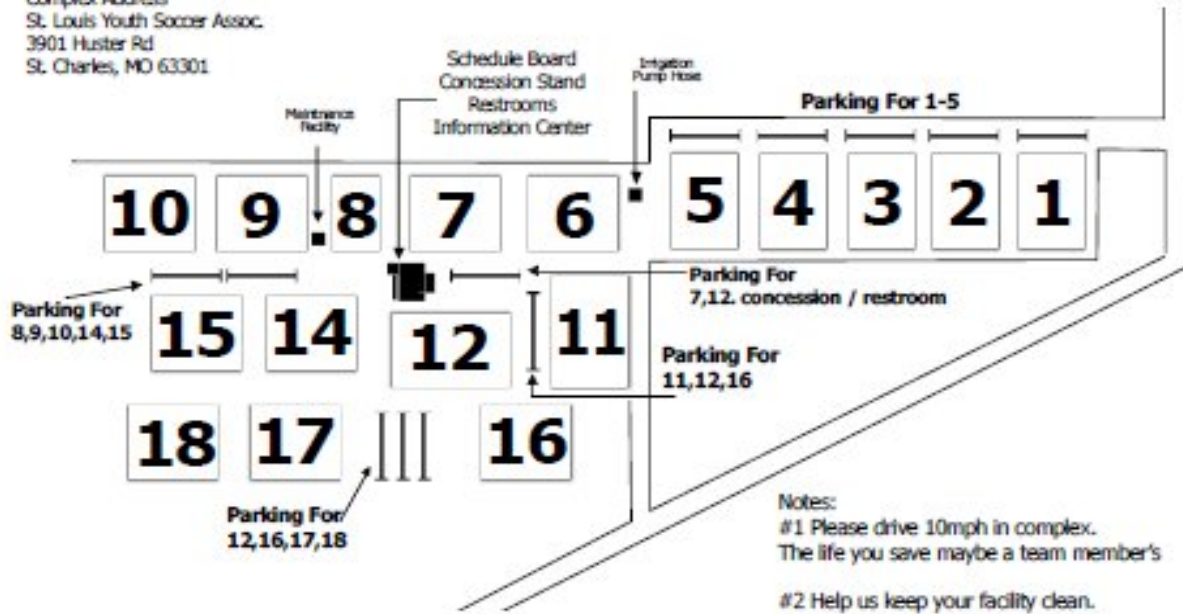 Complex Address
St. Louis Youth Soccer Assoc.
3901 Huster Rd
St. Charles, MO 63301
Schedule Board
Concession Stand
Restrooms
Information Center
Irrigation
Pump Hose
Maintenance
Facility
Parking For 1-5
10
9
8
7
6
5
4
3
2
1
Parking For
7,12. concession / restroom
Parking For
8,9,10,14,15
15
14
12
11
Parking For
11,12,16
18
17
16
Parking For
12,16,17,18
Notes:
#1 Please drive 10mph in complex.
The life you save maybe a team member's
#2 Help us keep your facility clean.